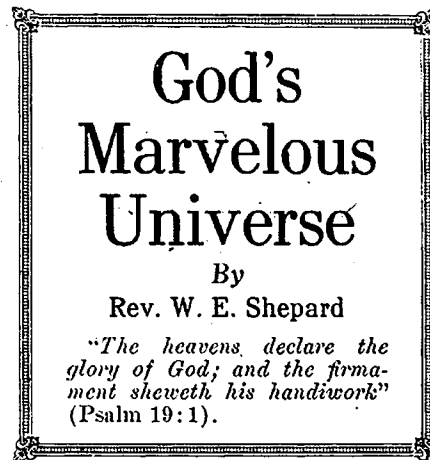 God's
Marvelous
Universe
By
Rev. W. E. Shepard
"The heavens declare the
glory of God; and the firma-
ment sheweth his handiwork"
(Psalm 19:1).